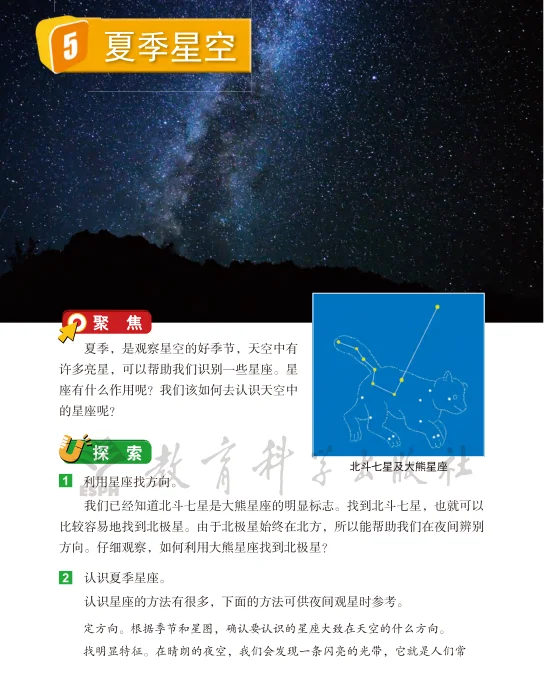 5 夏季星空
聚焦
夏季，是观察星空的好季节，天空中有
许多亮星，可以帮助我们识别一些星座。星
座有什么作用呢？我们该如何去认识天空中
的星座呢？
北斗七星及大熊星座
探索
教育科学出版社
ESPH
1 利用星座找方向。
我们已经知道北斗七星是大熊星座的明显标志。找到北斗七星，也就可以
比较容易地找到北极星。由于北极星始终在北方，所以能帮助我们在夜间辨别
方向。仔细观察，如何利用大熊星座找到北极星？
2 认识夏季星座。
认识星座的方法有很多，下面的方法可供夜间观星时参考。
定方向。根据季节和星图，确认要认识的星座大致在天空的什么方向。
找明显特征。在晴朗的夜空，我们会发现一条闪亮的光带，它就是人们常